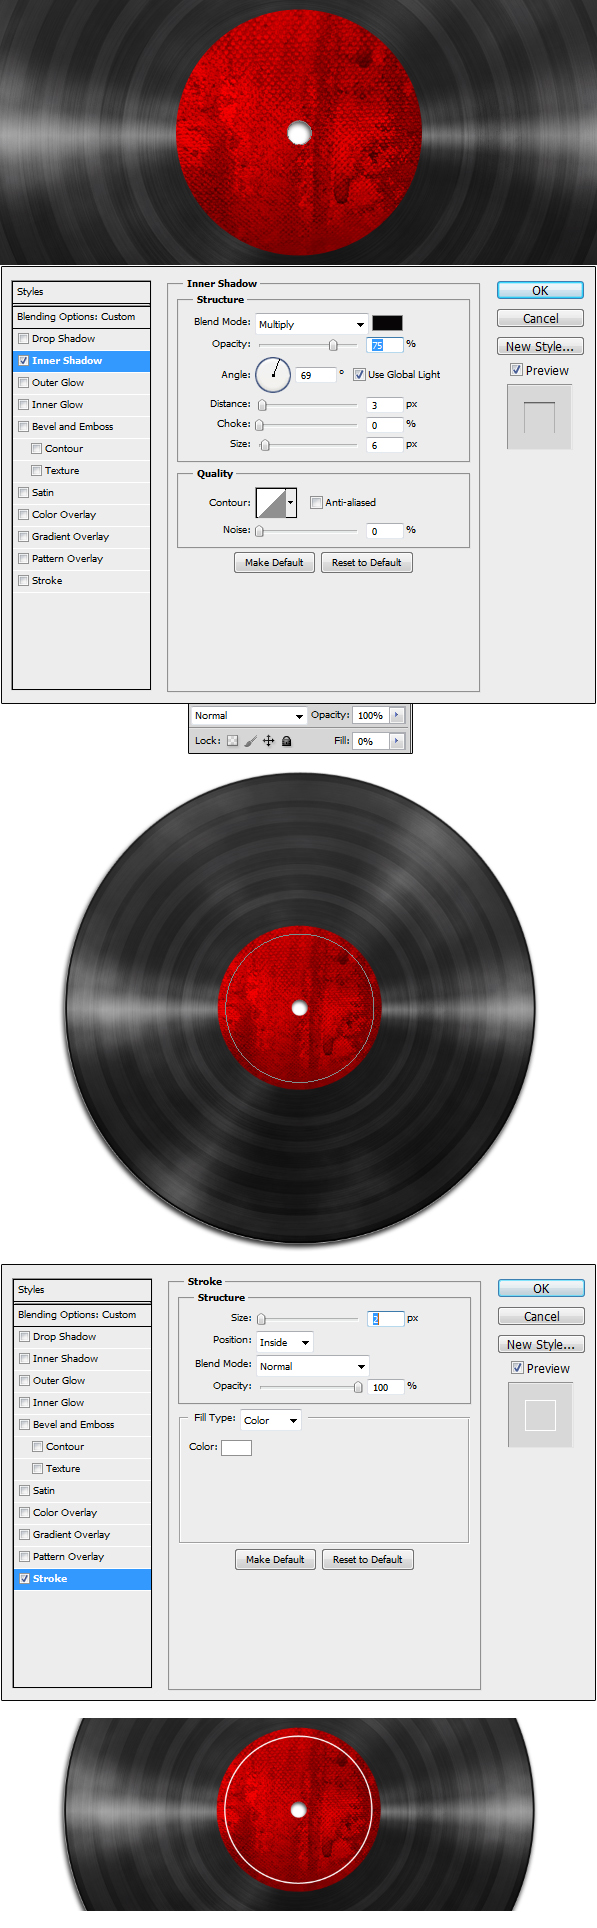 Styles
Blending Options: Custom
Drop Shadow
Inner Shadow
Outer Glow
Inner Glow
Bevel and Emboss
Contour
Texture
Satin
Color Overlay
Gradient Overlay
Pattern Overlay
Stroke
Inner Shadow
Structure
Blend Mode: Multiply
Opacity: 75 %
Angle: 69 ° Use Global Light
Distance: 3 px
Choke: 0 %
Size: 6 px
Quality
Contour: Anti-aliased
Noise: 0 %
Make Default Reset to Default
OK
Cancel
New Style...
Preview
Normal Opacity: 100%
Lock: Fill: 0%
Styles
Blending Options: Custom
Drop Shadow
Inner Shadow
Outer Glow
Inner Glow
Bevel and Emboss
Contour
Texture
Satin
Color Overlay
Gradient Overlay
Pattern Overlay
Stroke
Stroke
Structure
Size: 2 px
Position: Inside
Blend Mode: Normal
Opacity: 100 %
Fill Type: Color
Color:
Make Default Reset to Default
OK
Cancel
New Style...
Preview